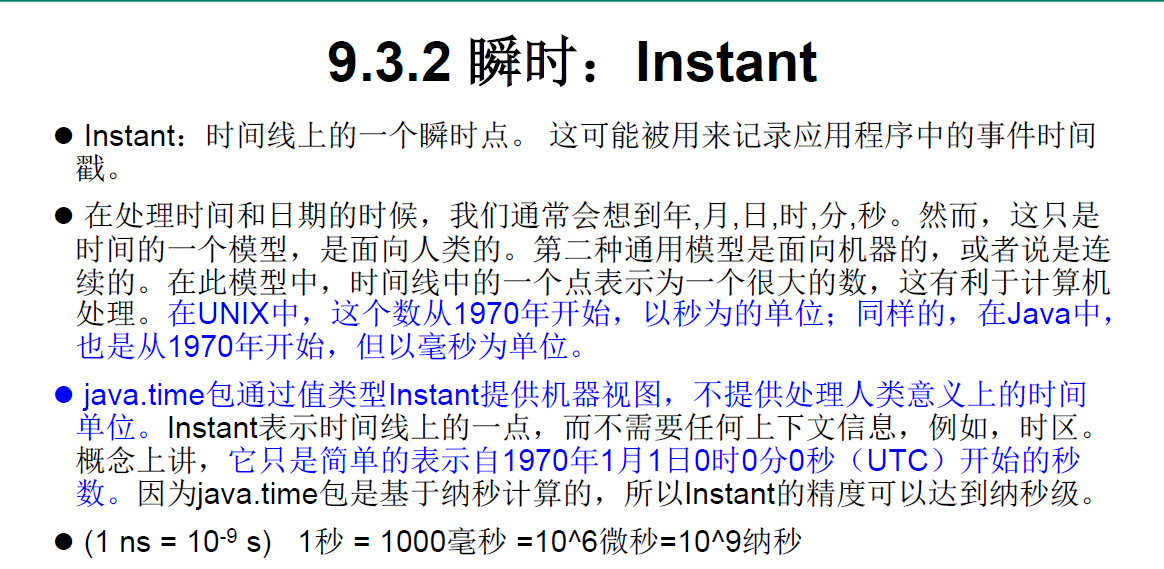 9.3.2 瞬时：Instant
● Instant：时间线上的一个瞬时点。 这可能被用来记录应用程序中的事件时间
戳。
● 在处理时间和日期的时候，我们通常会想到年,月,日,时,分,秒。然而，这只是
时间的一个模型，是面向人类的。第二种通用模型是面向机器的，或者说是连
续的。在此模型中，时间线中的一个点表示为一个很大的数，这有利于计算机
处理。在UNIX中，这个数从1970年开始，以秒为的单位；同样的，在Java中，
也是从1970年开始，但以毫秒为单位。
● java.time包通过值类型Instant提供机器视图，不提供处理人类意义上的时间
单位。Instant表示时间线上的一点，而不需要任何上下文信息，例如，时区。
概念上讲，它只是简单的表示自1970年1月1日0时0分0秒（UTC）开始的秒
数。因为java.time包是基于纳秒计算的，所以Instant的精度可以达到纳秒级。
● (1 ns = 10⁻⁹ s) 1秒 = 1000毫秒 =10^6微秒=10^9纳秒